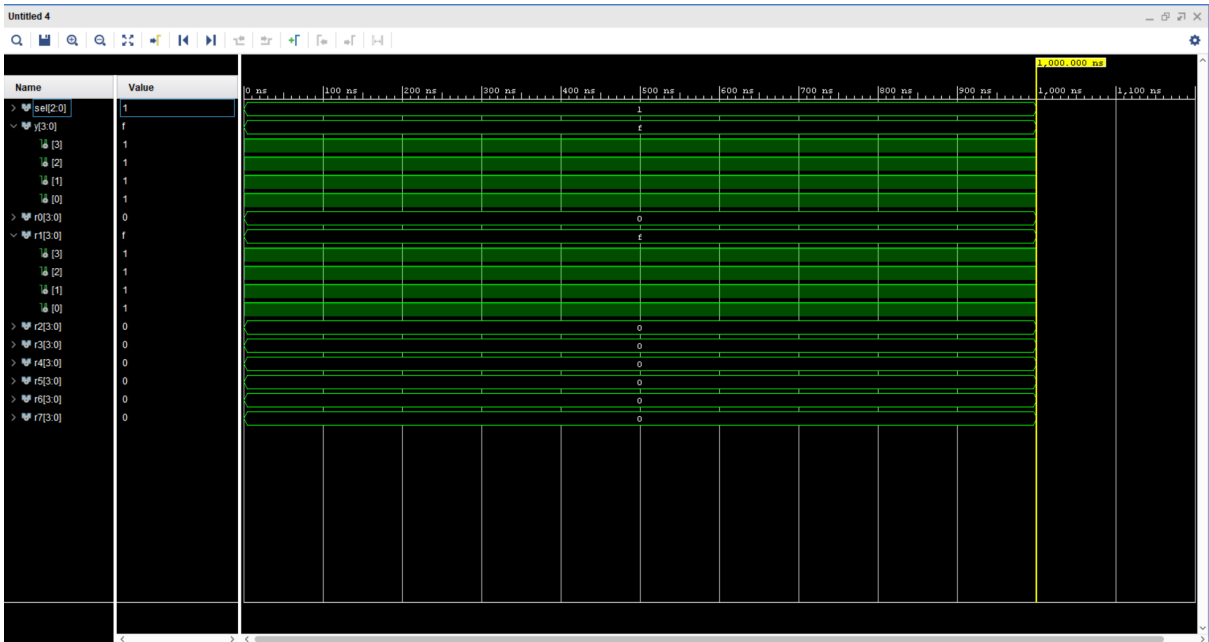 Untitled 4
1,000.000 ns
Name Value
0 ns 100 ns 200 ns 300 ns 400 ns 500 ns 600 ns 700 ns 800 ns 900 ns 1,000 ns 1,100 ns
sel[2:0] 1 1
y[3:0] f f
[3] 1
[2] 1
[1] 1
[0] 1
r0[3:0] 0 0
r1[3:0] f f
[3] 1
[2] 1
[1] 1
[0] 1
r2[3:0] 0 0
r3[3:0] 0 0
r4[3:0] 0 0
r5[3:0] 0 0
r6[3:0] 0 0
r7[3:0] 0 0